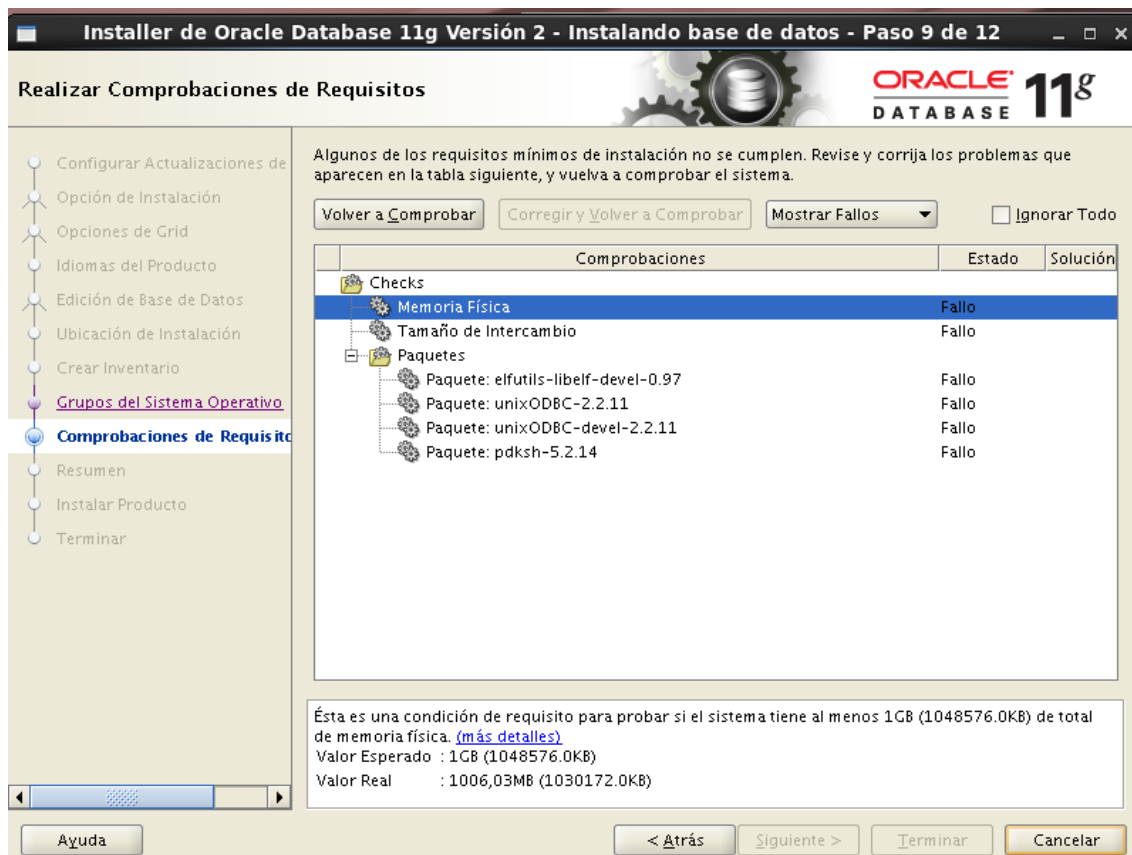 Installer de Oracle Database 11g Versión 2 - Instalando base de datos - Paso 9 de 12
Realizar Comprobaciones de Requisitos
ORACLE
DATABASE
11g
Configurar Actualizaciones de
Opción de Instalación
Opciones de Grid
Idiomas del Producto
Edición de Base de Datos
Ubicación de Instalación
Crear Inventario
Grupos del Sistema Operativo
Comprobaciones de Requisito
Resumen
Instalar Producto
Terminar
Algunos de los requisitos mínimos de instalación no se cumplen. Revise y corrija los problemas que
aparecen en la tabla siguiente, y vuelva a comprobar el sistema.
Volver a Comprobar Corregir y Volver a Comprobar Mostrar Fallos Ignorar Todo
Comprobaciones Estado Solución
Checks
Memoria Física Fallo
Tamaño de Intercambio Fallo
Paquetes
Paquete: elfutils-libelf-devel-0.97 Fallo
Paquete: unixODBC-2.2.11 Fallo
Paquete: unixODBC-devel-2.2.11 Fallo
Paquete: pdksh-5.2.14 Fallo
Ésta es una condición de requisito para probar si el sistema tiene al menos 1GB (1048576.0KB) de total
de memoria física. (más detalles)
Valor Esperado : 1GB (1048576.0KB)
Valor Real : 1006,03MB (1030172.0KB)
Ayuda < Atrás Siguiente > Terminar Cancelar